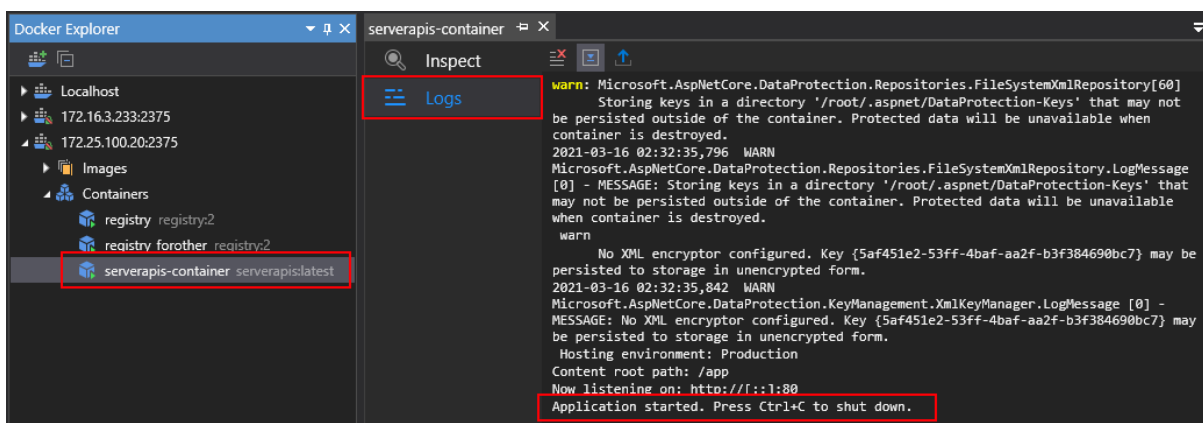 Docker Explorer
serverapis-container
Localhost
172.16.3.233:2375
172.25.100.20:2375
Images
Containers
registry registry:2
registry_forother registry:2
serverapis-container serverapis:latest
Inspect
Logs
warn: Microsoft.AspNetCore.DataProtection.Repositories.FileSystemXmlRepository[60]
Storing keys in a directory '/root/.aspnet/DataProtection-Keys' that may not
be persisted outside of the container. Protected data will be unavailable when
container is destroyed.
2021-03-16 02:32:35,796 WARN
Microsoft.AspNetCore.DataProtection.Repositories.FileSystemXmlRepository.LogMessage
[0] - MESSAGE: Storing keys in a directory '/root/.aspnet/DataProtection-Keys' that
may not be persisted outside of the container. Protected data will be unavailable
when container is destroyed.
warn
No XML encryptor configured. Key {5af451e2-53ff-4baf-aa2f-b3f384690bc7} may be
persisted to storage in unencrypted form.
2021-03-16 02:32:35,842 WARN
Microsoft.AspNetCore.DataProtection.KeyManagement.XmlKeyManager.LogMessage [0] -
MESSAGE: No XML encryptor configured. Key {5af451e2-53ff-4baf-aa2f-b3f384690bc7} may
be persisted to storage in unencrypted form.
Hosting environment: Production
Content root path: /app
Now listening on: http://[::]:80
Application started. Press Ctrl+C to shut down.